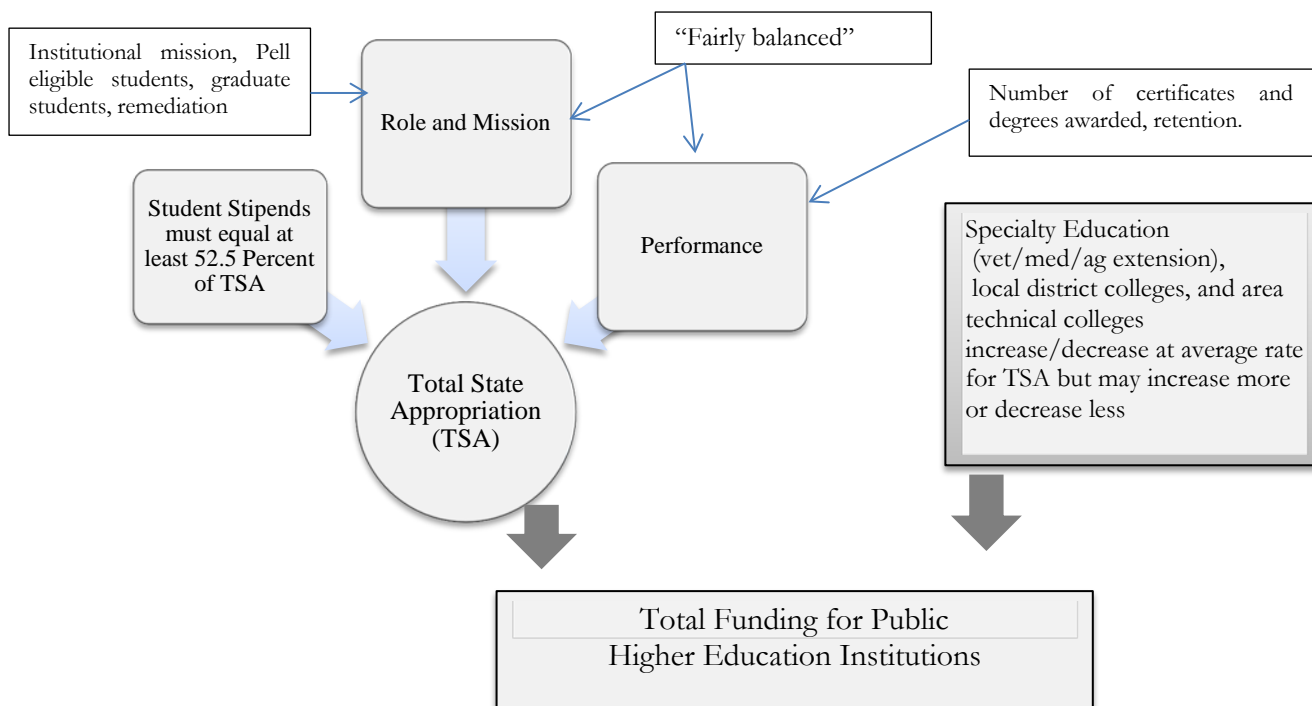 Institutional mission, Pell
eligible students, graduate
students, remediation
“Fairly balanced”
Number of certificates and
degrees awarded, retention.
Role and Mission
Student Stipends
must equal at
least 52.5 Percent
of TSA
Performance
Specialty Education
(vet/med/ag extension),
local district colleges, and area
technical colleges
increase/decrease at average rate
for TSA but may increase more
or decrease less
Total State
Appropriation
(TSA)
Total Funding for Public
Higher Education Institutions